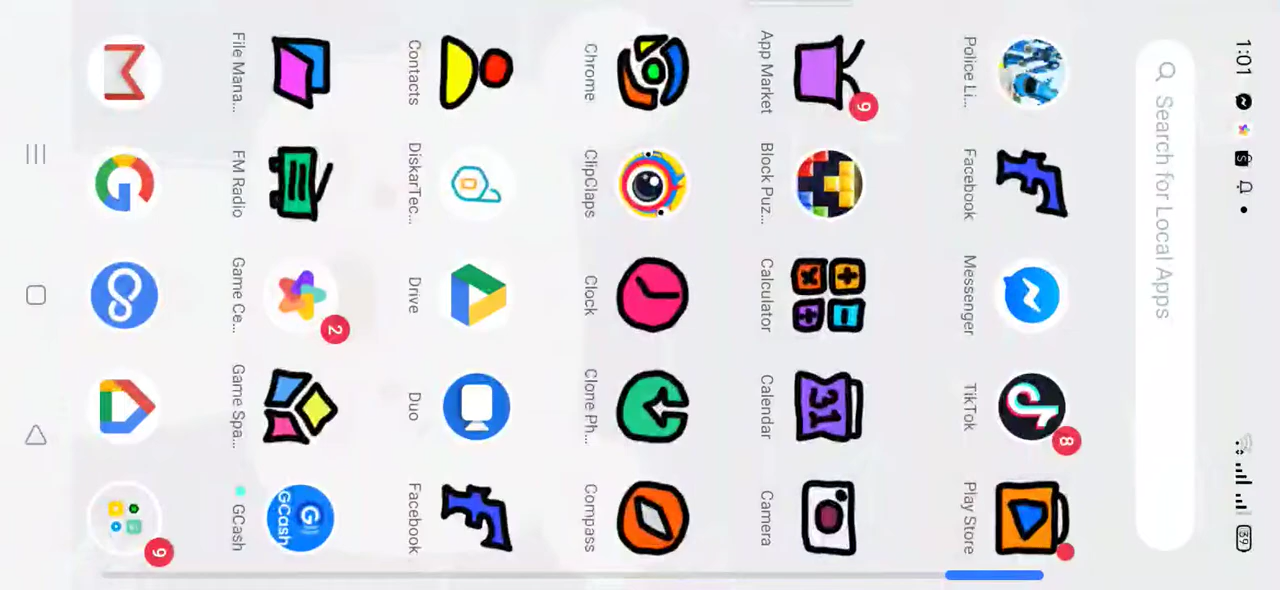 1:01
39
Search for Local Apps
Police Li...
Facebook
Messenger
TikTok
8
Play Store
App Market
9
Block Puz...
Calculator
31
Calendar
Camera
Chrome
ClipClaps
Clock
Clone Ph...
Compass
Contacts
DiskarTec...
Drive
Duo
Facebook
File Mana...
FM Radio
Game Ce...
2
Game Spa...
GCash
GCash
9